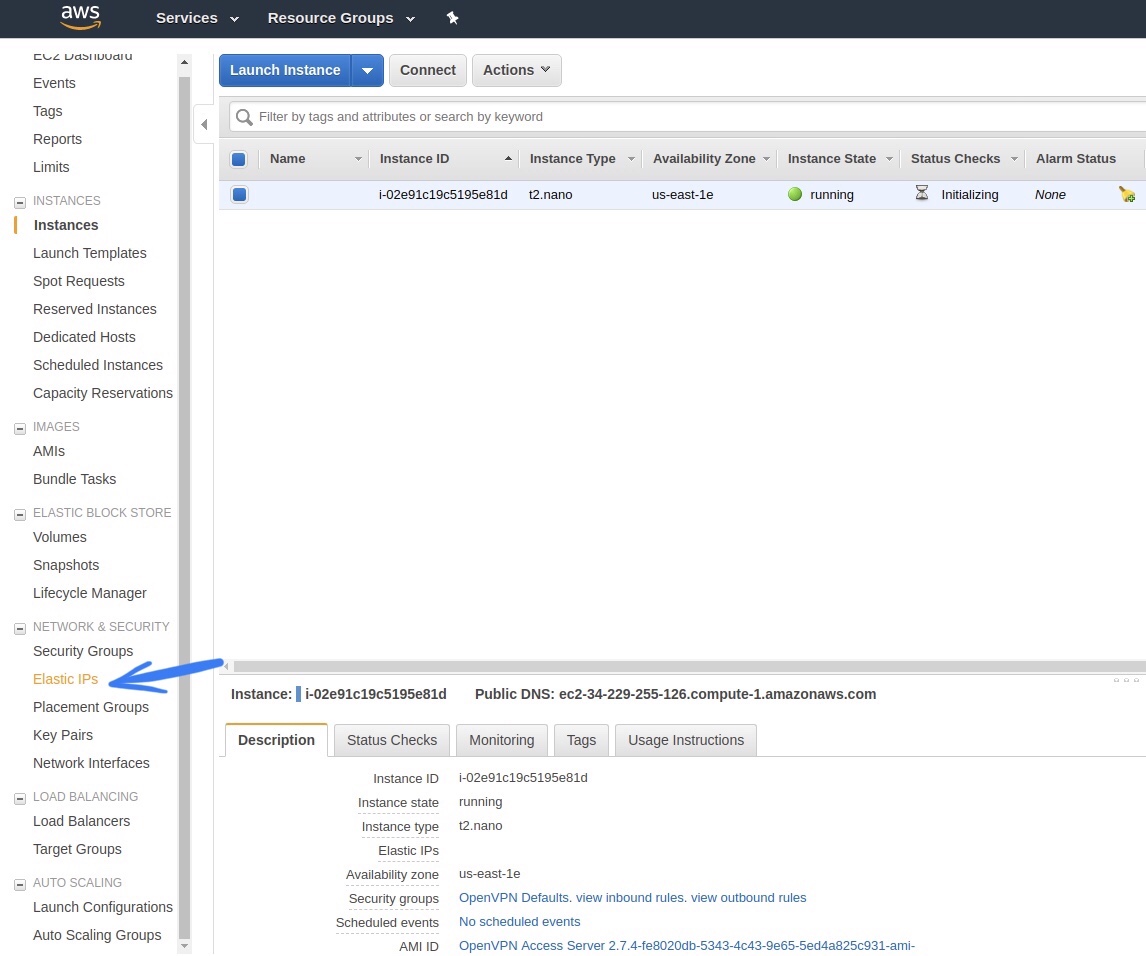 aws Services Resource Groups
EC2 Dashboard
Events
Tags
Reports
Limits
INSTANCES
Instances
Launch Templates
Spot Requests
Reserved Instances
Dedicated Hosts
Scheduled Instances
Capacity Reservations
IMAGES
AMIs
Bundle Tasks
ELASTIC BLOCK STORE
Volumes
Snapshots
Lifecycle Manager
NETWORK & SECURITY
Security Groups
Elastic IPs
Placement Groups
Key Pairs
Network Interfaces
LOAD BALANCING
Load Balancers
Target Groups
AUTO SCALING
Launch Configurations
Auto Scaling Groups
Launch Instance Connect Actions
Filter by tags and attributes or search by keyword
Name Instance ID Instance Type Availability Zone Instance State Status Checks Alarm Status
i-02e91c19c5195e81d t2.nano us-east-1e running Initializing None
Instance: i-02e91c19c5195e81d Public DNS: ec2-34-229-255-126.compute-1.amazonaws.com
Description Status Checks Monitoring Tags Usage Instructions
Instance ID i-02e91c19c5195e81d
Instance state running
Instance type t2.nano
Elastic IPs
Availability zone us-east-1e
Security groups OpenVPN Defaults. view inbound rules. view outbound rules
Scheduled events No scheduled events
AMI ID OpenVPN Access Server 2.7.4-fe8020db-5343-4c43-9e65-5ed4a825c931-ami-